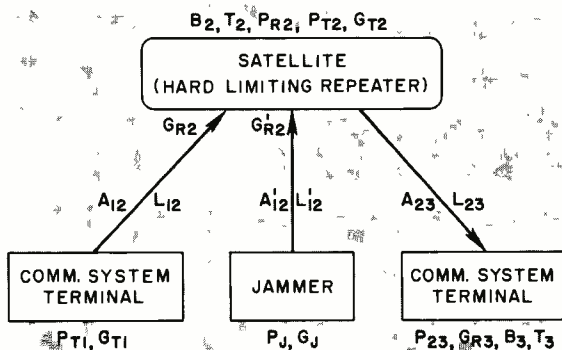 B2, T2, PR2, PT2, GT2
SATELLITE
(HARD LIMITING REPEATER)
GR2 G'R2
A12 L12 A'12 L'12 A23 L23
COMM. SYSTEM
TERMINAL
JAMMER
COMM. SYSTEM
TERMINAL
PT1, GT1
PJ, GJ
P23, GR3, B3, T3